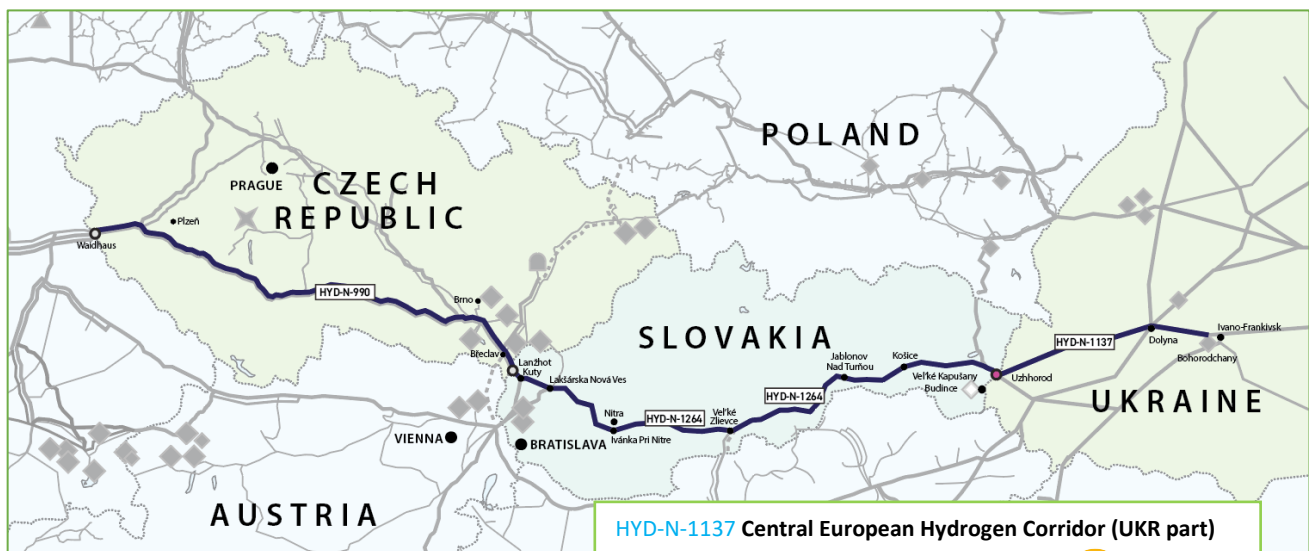 POLAND
CZECH
REPUBLIC
PRAGUE
Plzeň
Waidhaus
HYD-N-990
Brno
Břeclav
Lanžhot
Kuty
Lakšárska Nová Ves
SLOVAKIA
Nitra
HYD-N-1264
Ivánka Pri Nitre
Veľké
Zlievce
HYD-N-1264
Jablonov
Nad Turňou
Košice
Veľké Kapušany
Budince
Uzhhorod
HYD-N-1137
Dolyna
Ivano-Frankivsk
Bohorodchany
UKRAINE
VIENNA
BRATISLAVA
AUSTRIA
HYD-N-1137 Central European Hydrogen Corridor (UKR part)